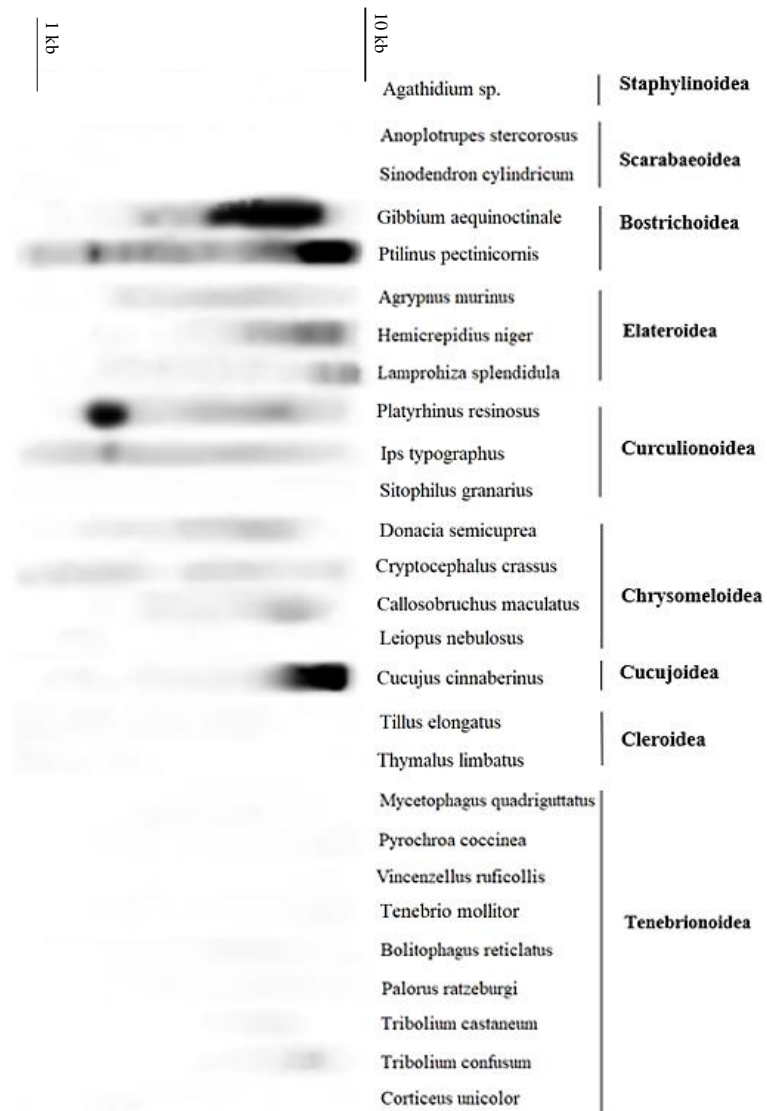 1 kb
10 kb
Agathidium sp.
Staphylinoidea
Anoplotrupes stercorosus
Scarabaeoidea
Sinodendron cylindricum
Gibbium aequinoctinale
Bostrichoidea
Ptilinus pectinicornis
Agrypnus murinus
Hemicrepidius niger
Elateroidea
Lamprohiza splendidula
Platyrhinus resinosus
Ips typographus
Curculionoidea
Sitophilus granarius
Donacia semicuprea
Cryptocephalus crassus
Chrysomeloidea
Callosobruchus maculatus
Leiopus nebulosus
Cucujus cinnaberinus
Cucujoidea
Tillus elongatus
Cleroidea
Thymalus limbatus
Mycetophagus quadriguttatus
Pyrochroa coccinea
Vincenzellus ruficollis
Tenebrio mollitor
Tenebrionoidea
Bolitophagus reticlatus
Palorus ratzeburgi
Tribolium castaneum
Tribolium confusum
Corticeus unicolor